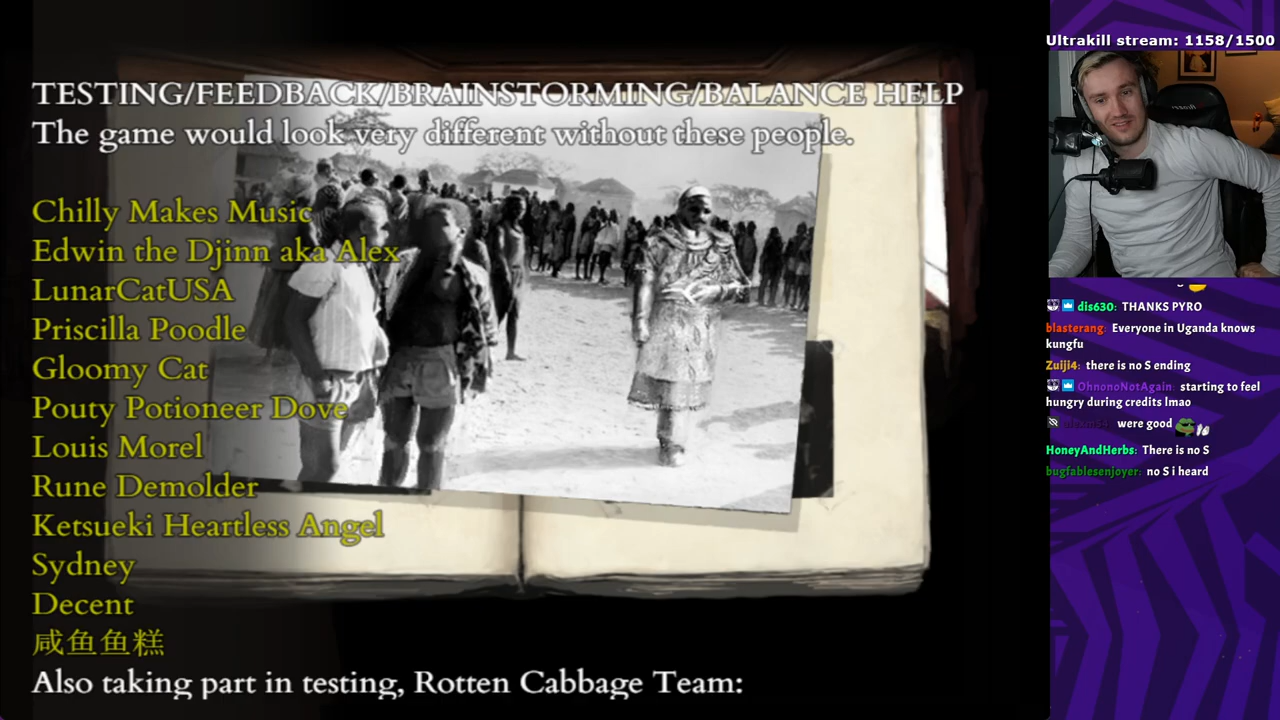 TESTING/FEEDBACK/BRAINSTORMING/BALANCE HELP
The game would look very different without these people.
Chilly Makes Music
Edwin the Djinn aka Alex
LunarCatUSA
Priscilla Poodle
Gloomy Cat
Pouty Potioneer Dove
Louis Morel
Rune Demolder
Ketsueki Heartless Angel
Sydney
Decent
咸鱼鱼糕
Also taking part in testing, Rotten Cabbage Team:
Ultrakill stream: 1158/1500
dis630: THANKS PYRO
blasterang: Everyone in Uganda knows
kungfu
Zuiji4: there is no S ending
OhnonoNotAgain: starting to feel
hungry during credits lmao
were good
HoneyAndHerbs: There is no S
bugfablesenjoyer: no S i heard